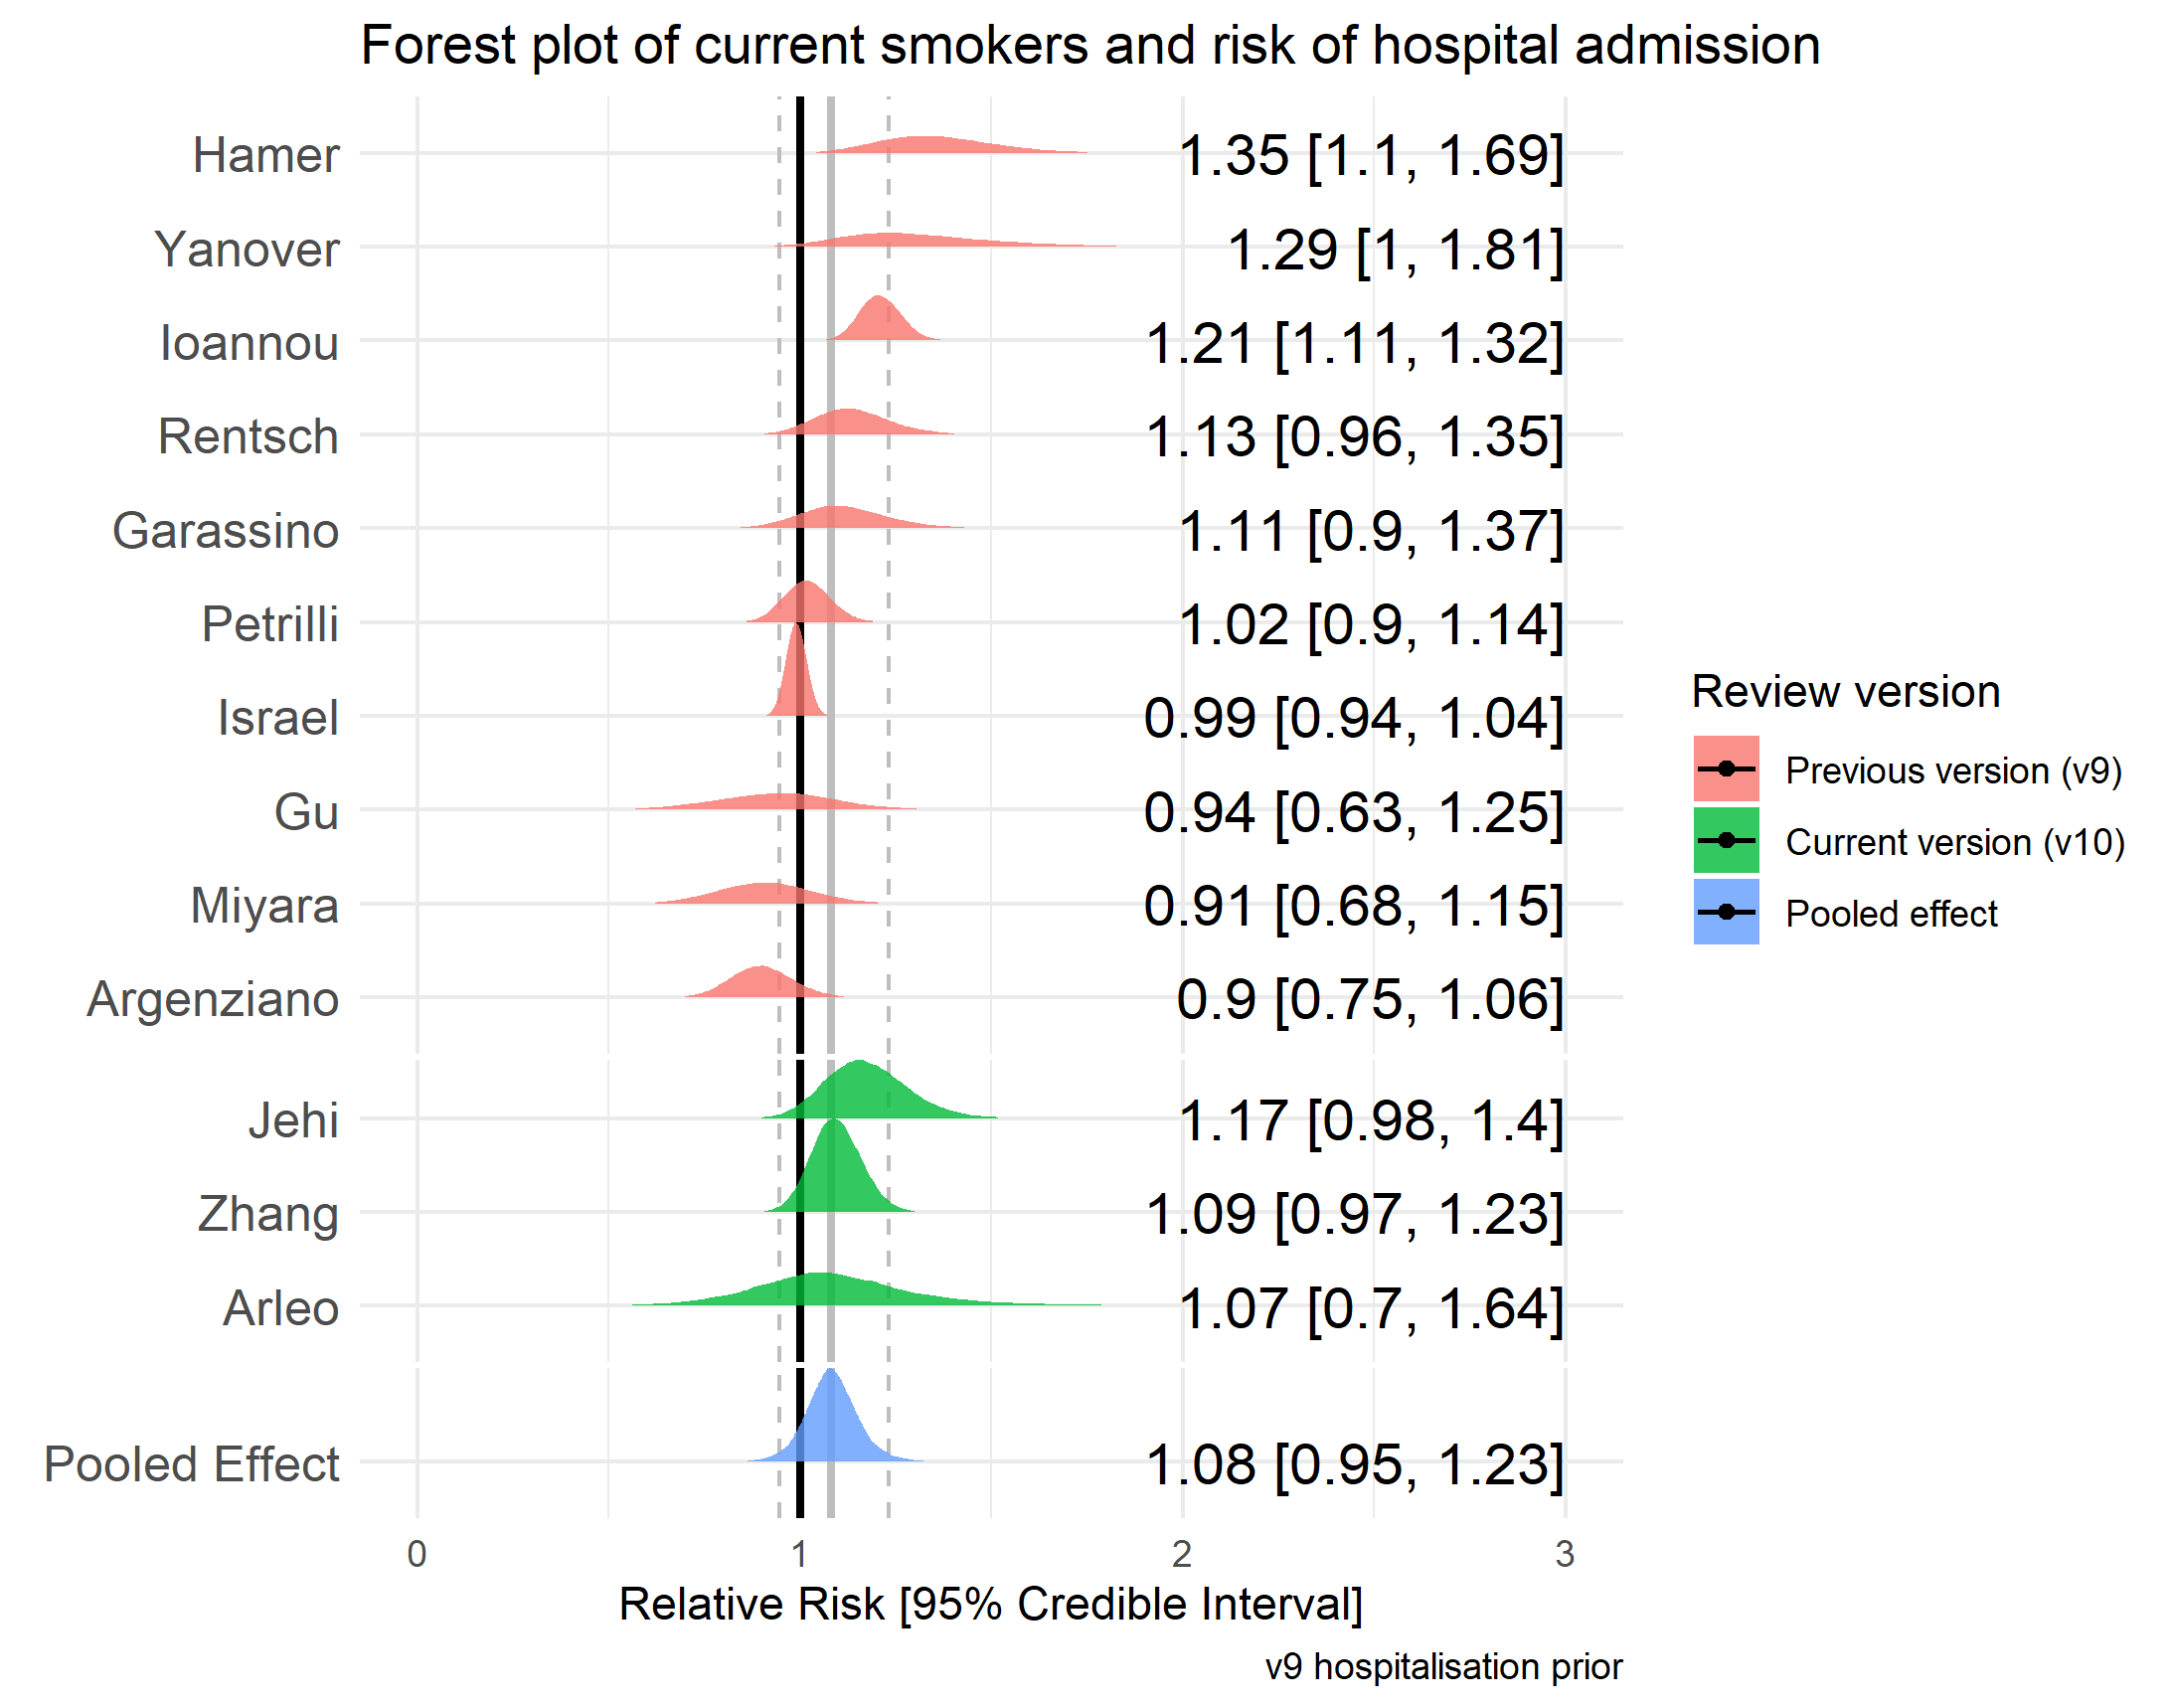 Forest plot of current smokers and risk of hospital admission
Hamer 1.35 [1.1, 1.69]
Yanover 1.29 [1, 1.81]
Ioannou 1.21 [1.11, 1.32]
Rentsch 1.13 [0.96, 1.35]
Garassino 1.11 [0.9, 1.37]
Petrilli 1.02 [0.9, 1.14]
Israel 0.99 [0.94, 1.04]
Gu 0.94 [0.63, 1.25]
Miyara 0.91 [0.68, 1.15]
Argenziano 0.9 [0.75, 1.06]
Jehi 1.17 [0.98, 1.4]
Zhang 1.09 [0.97, 1.23]
Arleo 1.07 [0.7, 1.64]
Pooled Effect 1.08 [0.95, 1.23]
0 1 2 3
Relative Risk [95% Credible Interval]
v9 hospitalisation prior
Review version
Previous version (v9)
Current version (v10)
Pooled effect